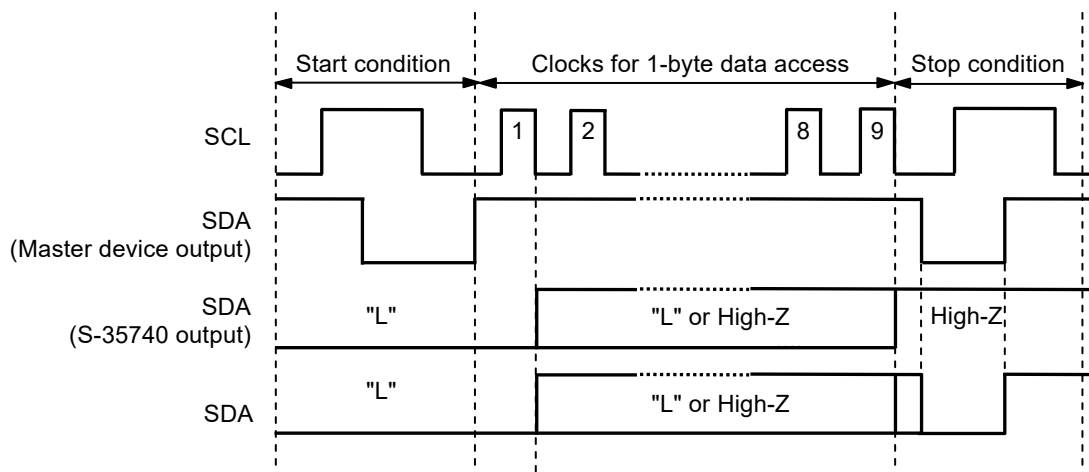 Start condition
Clocks for 1-byte data access
Stop condition
SCL
1
2
8
9
SDA
(Master device output)
SDA
(S-35740 output)
"L"
"L" or High-Z
High-Z
SDA
"L"
"L" or High-Z